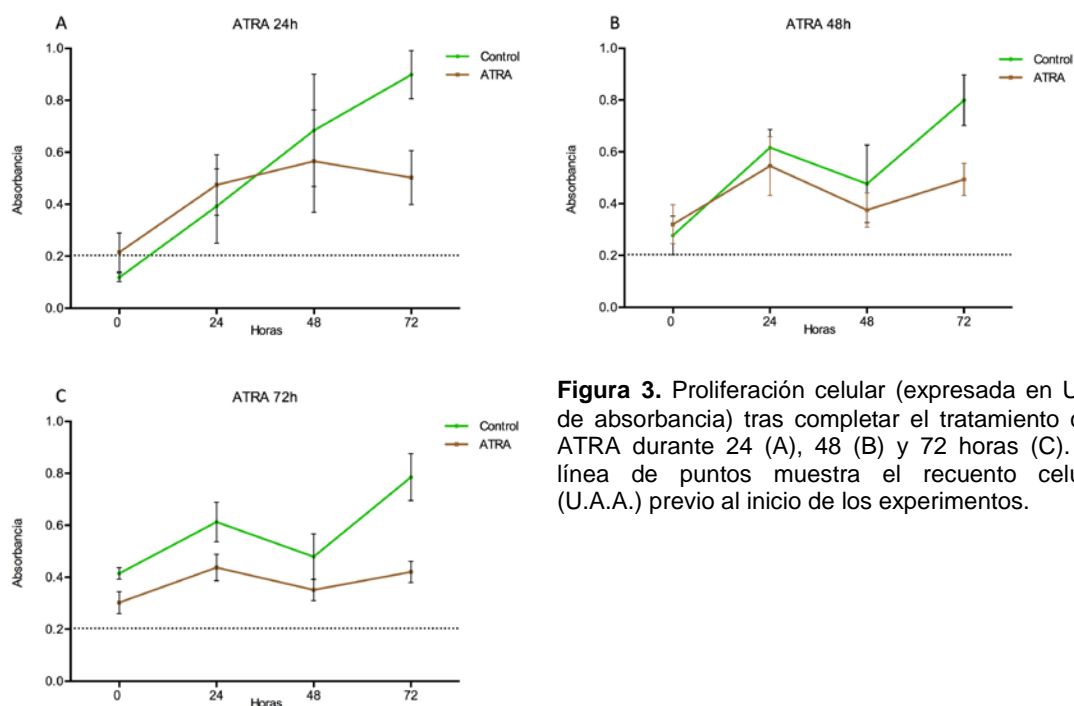 A
ATRA 24h
Control
ATRA
1.0
0.8
0.6
0.4
0.2
0.0
Absorbancia
0
24
48
72
Horas
B
ATRA 48h
Control
ATRA
1.0
0.8
0.6
0.4
0.2
0.0
Absorbancia
0
24
48
72
Horas
C
ATRA 72h
Control
ATRA
1.0
0.8
0.6
0.4
0.2
0.0
Absorbancia
0
24
48
72
Horas
Figura 3. Proliferación celular (expresada en
de absorbancia) tras completar el tratamiento
ATRA durante 24 (A), 48 (B) y 72 horas (C).
línea de puntos muestra el recuento
(U.A.A.) previo al inicio de los experimentos.